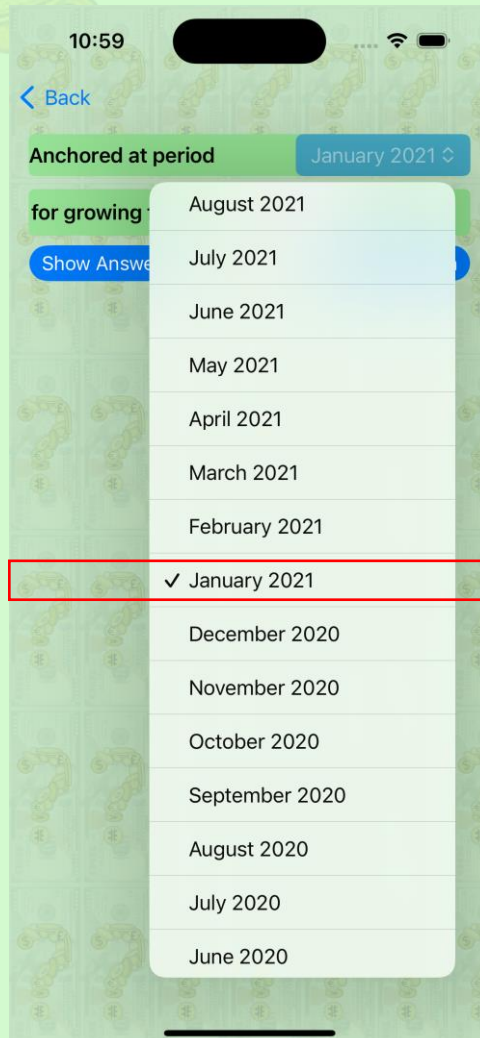 10:59
Back
Anchored at period January 2021
for growing
Show Answe
August 2021
July 2021
June 2021
May 2021
April 2021
March 2021
February 2021
✓ January 2021
December 2020
November 2020
October 2020
September 2020
August 2020
July 2020
June 2020